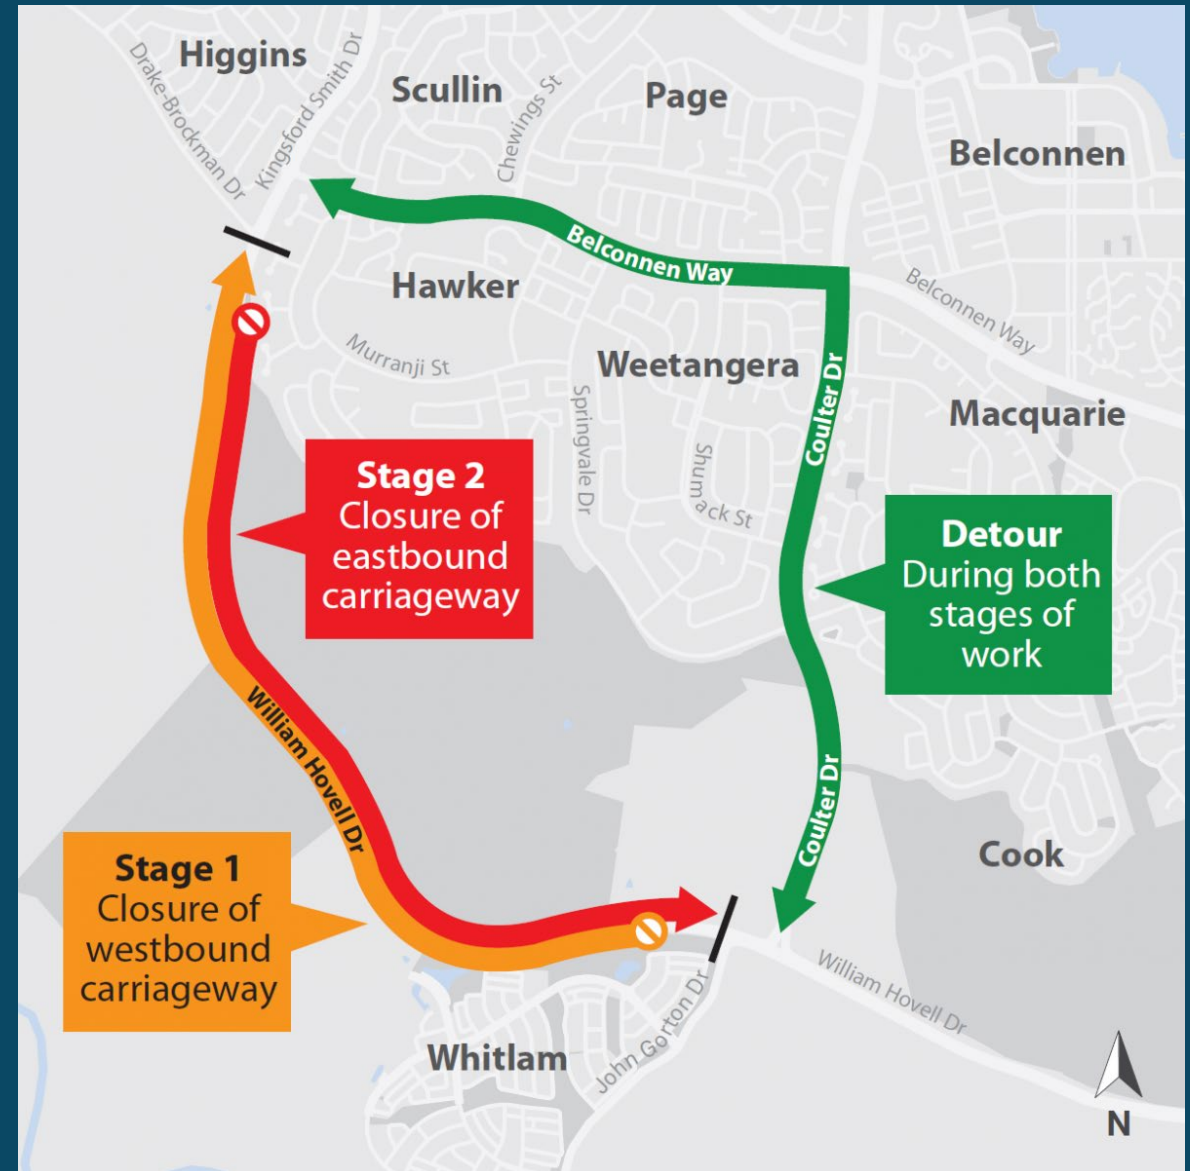 Higgins
Drake-Brockman Dr
Kingsford Smith Dr
Scullin
Chewings St
Page
Belconnen
Belconnen Way
Belconnen Way
Hawker
Murranji St
Weetangera
Coulter Dr
Macquarie
Springvale Dr
Shumack St
Stage 2
Closure of
eastbound
carriageway
Detour
During both
stages of
work
William Hovell Dr
Coulter Dr
Cook
Stage 1
Closure of
westbound
carriageway
William Hovell Dr
John Gorton Dr
Whitlam
N